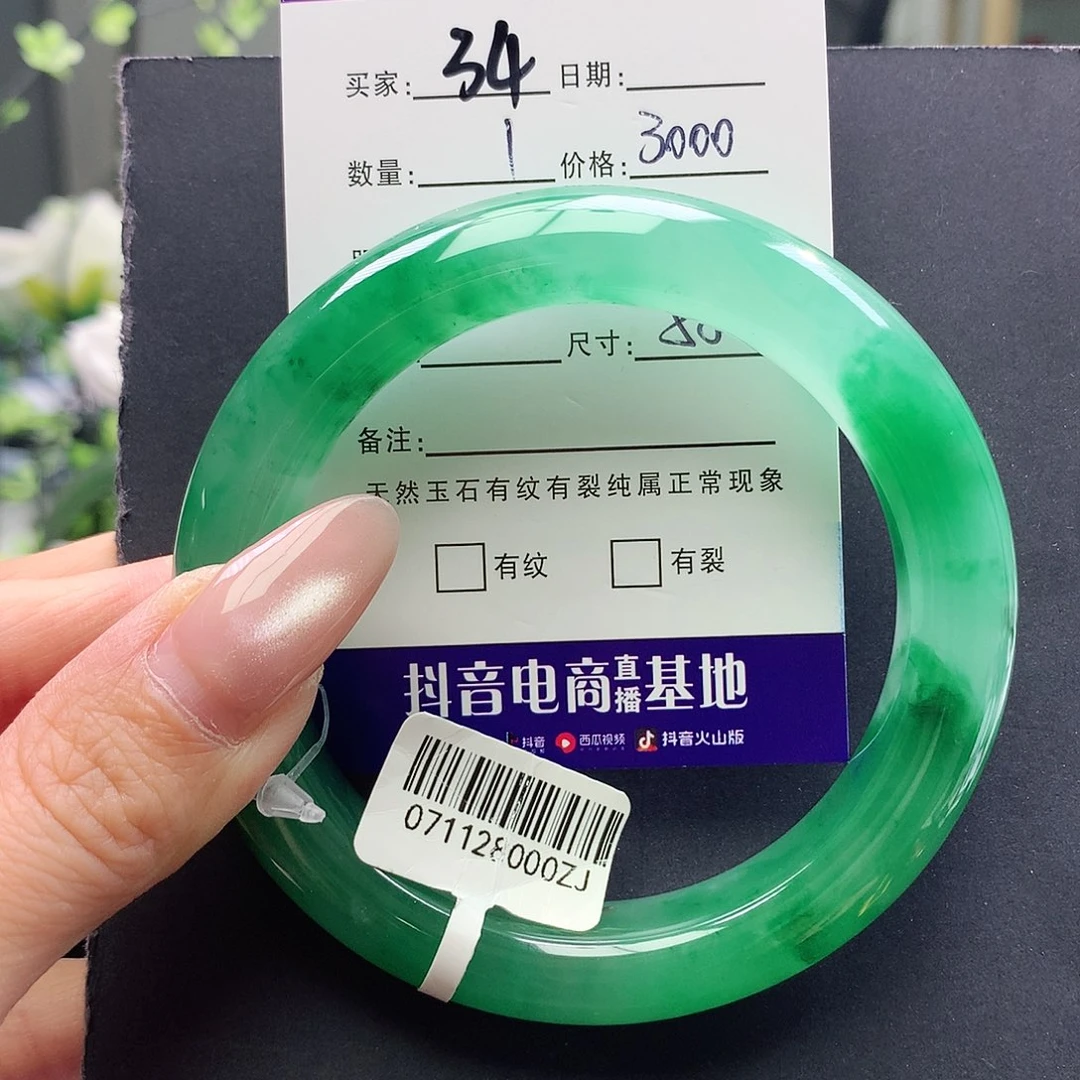 买家: 34 日期:
数量: 1 价格: 3000
尺寸:
备注:
天然玉石有纹有裂纯属正常现象
有纹 有裂
抖音电商直播基地
抖音 西瓜视频 抖音火山版
071128000ZJ